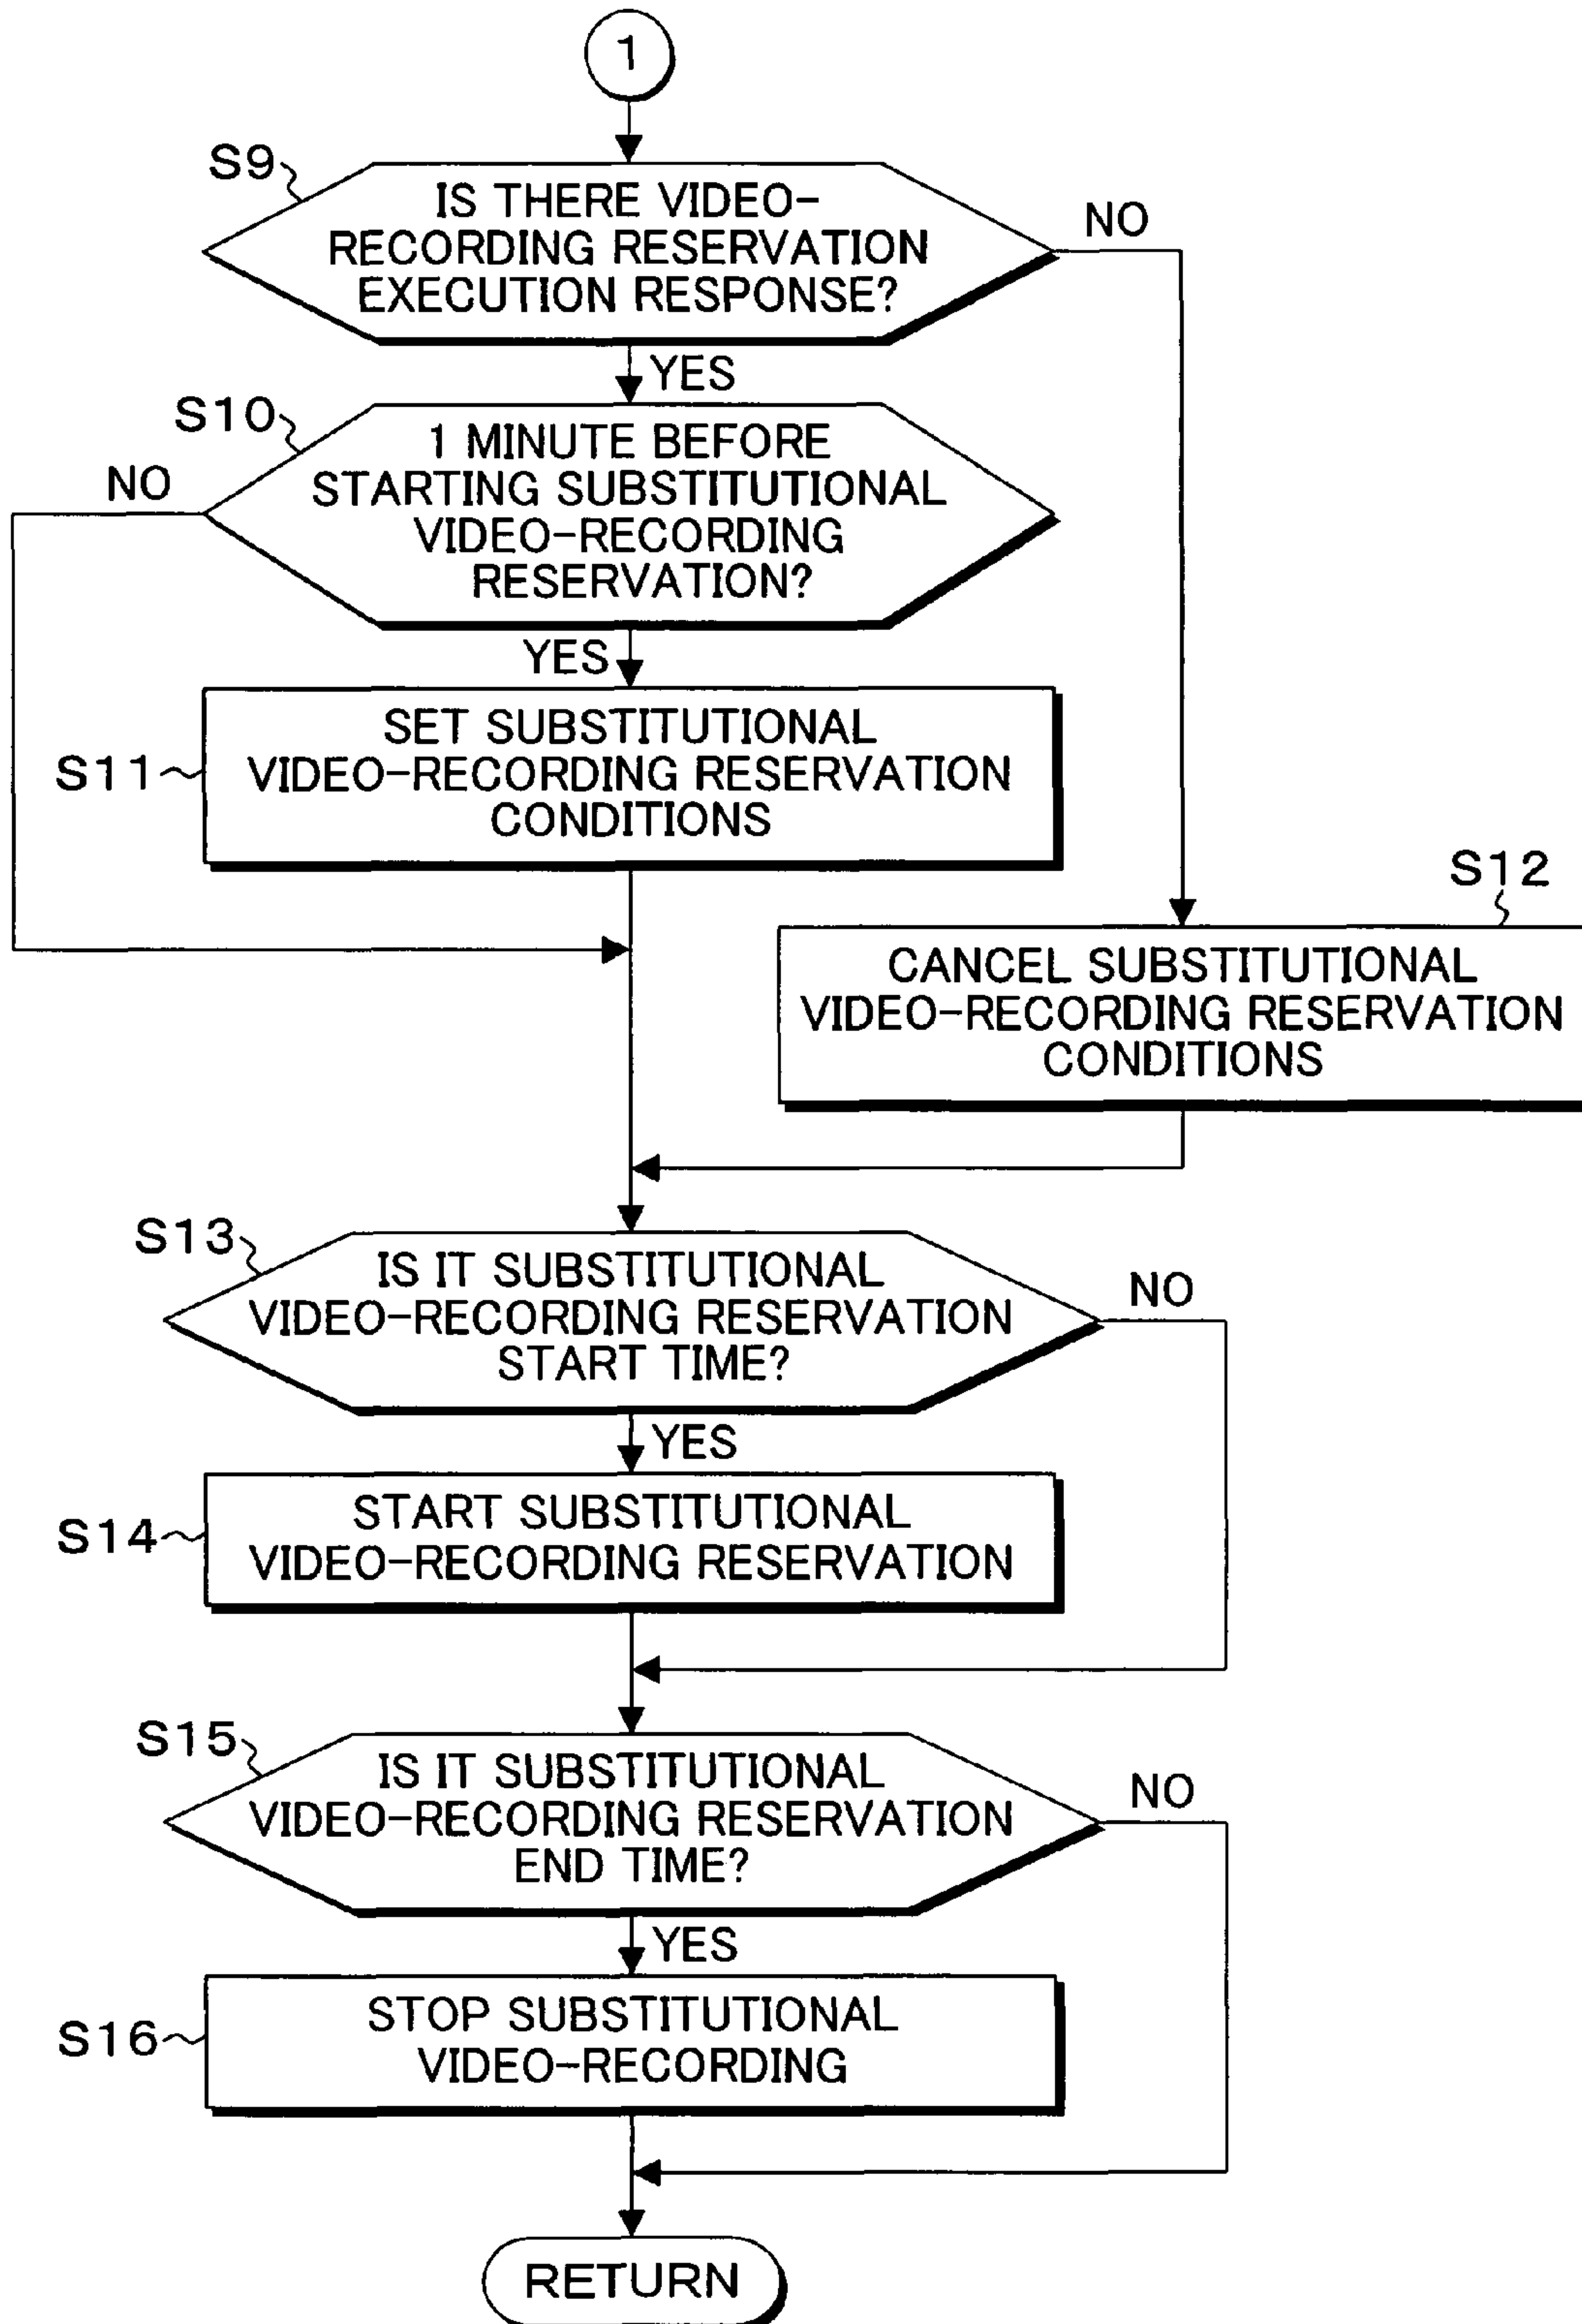 1
S9
IS THERE VIDEO-
RECORDING RESERVATION
EXECUTION RESPONSE?
NO
YES
S10
1 MINUTE BEFORE
STARTING SUBSTITUTIONAL
VIDEO-RECORDING
RESERVATION?
NO
YES
S11
SET SUBSTITUTIONAL
VIDEO-RECORDING RESERVATION
CONDITIONS
S12
CANCEL SUBSTITUTIONAL
VIDEO-RECORDING RESERVATION
CONDITIONS
S13
IS IT SUBSTITUTIONAL
VIDEO-RECORDING RESERVATION
START TIME?
NO
YES
S14
START SUBSTITUTIONAL
VIDEO-RECORDING RESERVATION
S15
IS IT SUBSTITUTIONAL
VIDEO-RECORDING RESERVATION
END TIME?
NO
YES
S16
STOP SUBSTITUTIONAL
VIDEO-RECORDING
RETURN